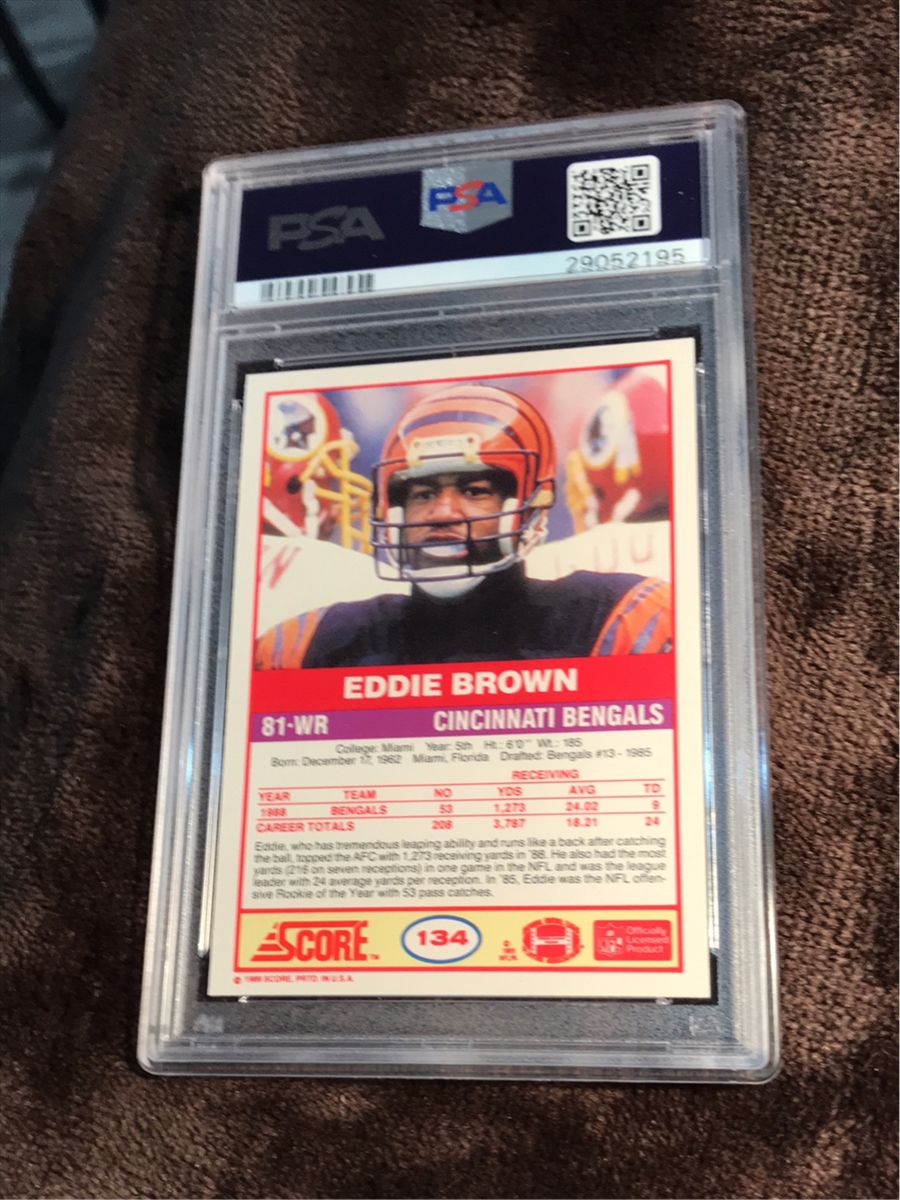 PSA
PSA
29052195
EDDIE BROWN
81·WR CINCINNATI BENGALS
College: Miami Year: 5th Ht.: 6'0" Wt.: 185
Born: December 17, 1962 Miami, Florida Drafted: Bengals #13 - 1985
RECEIVING
YEAR TEAM NO YDS AVG TD
1988 BENGALS 53 1,273 24.02 9
CAREER TOTALS 208 3,787 18.21 24
Eddie, who has tremendous leaping ability and runs like a back after catching
the ball, topped the AFC with 1,273 receiving yards in '88. He also had the most
yards (216 on seven receptions) in one game in the NFL and was the league
leader with 24 average yards per reception. In '85, Eddie was the NFL offen-
sive Rookie of the Year with 53 pass catches.
SCORE™ 134 Officially
Licensed
Product
© 1989 SCORE, PRTD. IN U.S.A.